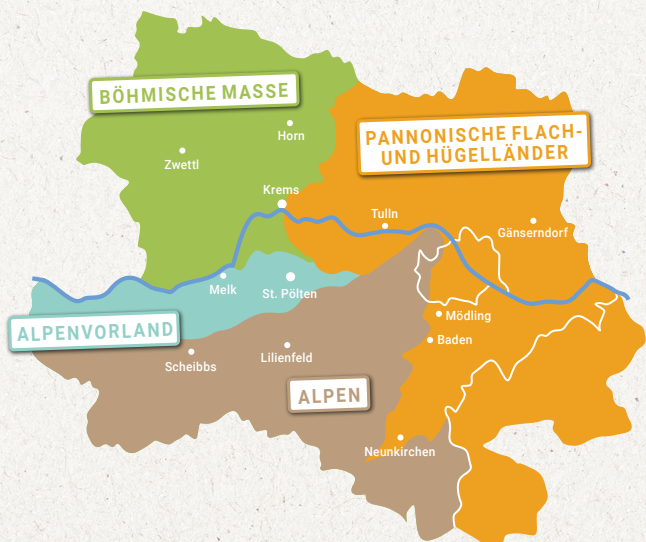 BÖHMISCHE MASSE
PANNONISCHE FLACH-
UND HÜGELLÄNDER
Horn
Zwettl
Krems
Tulln
Gänserndorf
Melk
St. Pölten
ALPENVORLAND
Mödling
Baden
Scheibbs
Lilienfeld
ALPEN
Neunkirchen